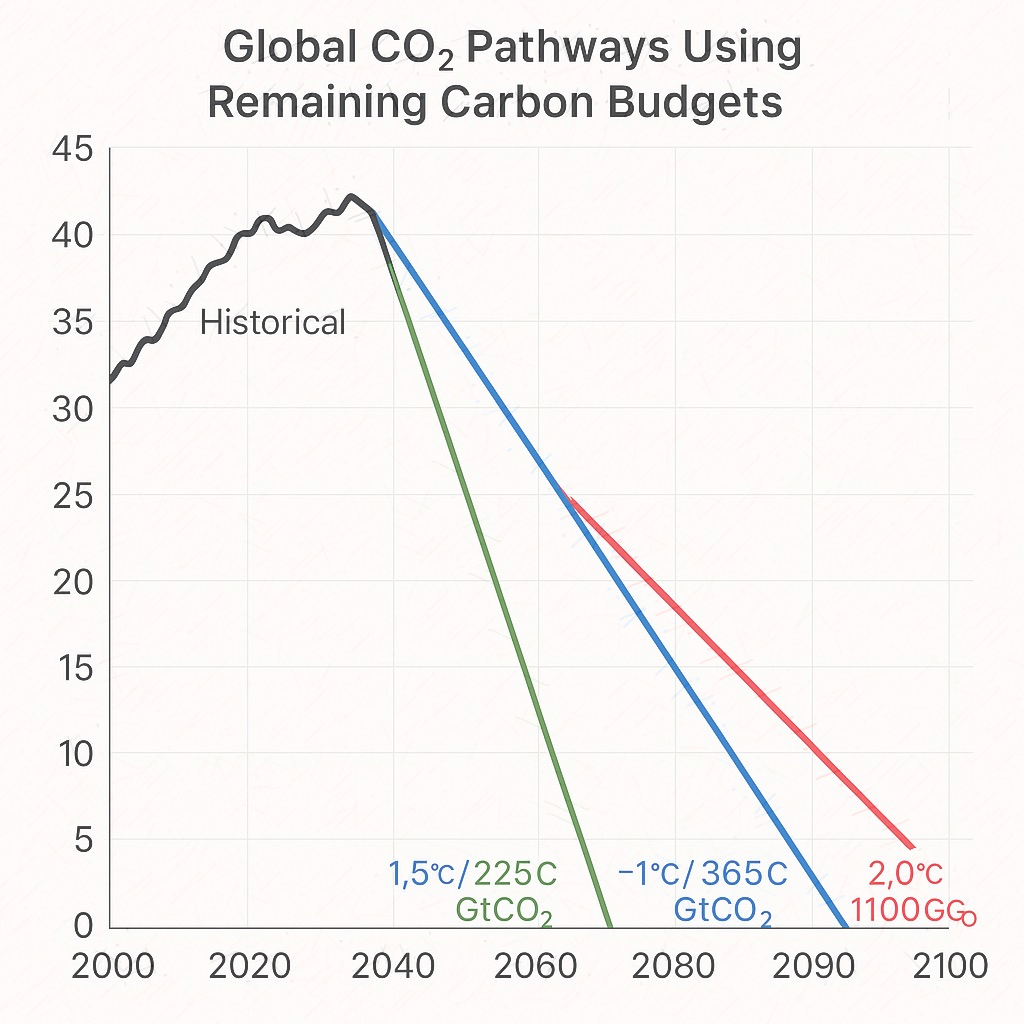 Global CO₂ Pathways Using
Remaining Carbon Budgets
45
40
35
30
25
20
15
10
5
0
Historical
1,5°C/225C
GtCO₂
−1°C/365C
GtCO₂
2,0°C
1100GG
2000 2020 2040 2060 2080 2090 2100